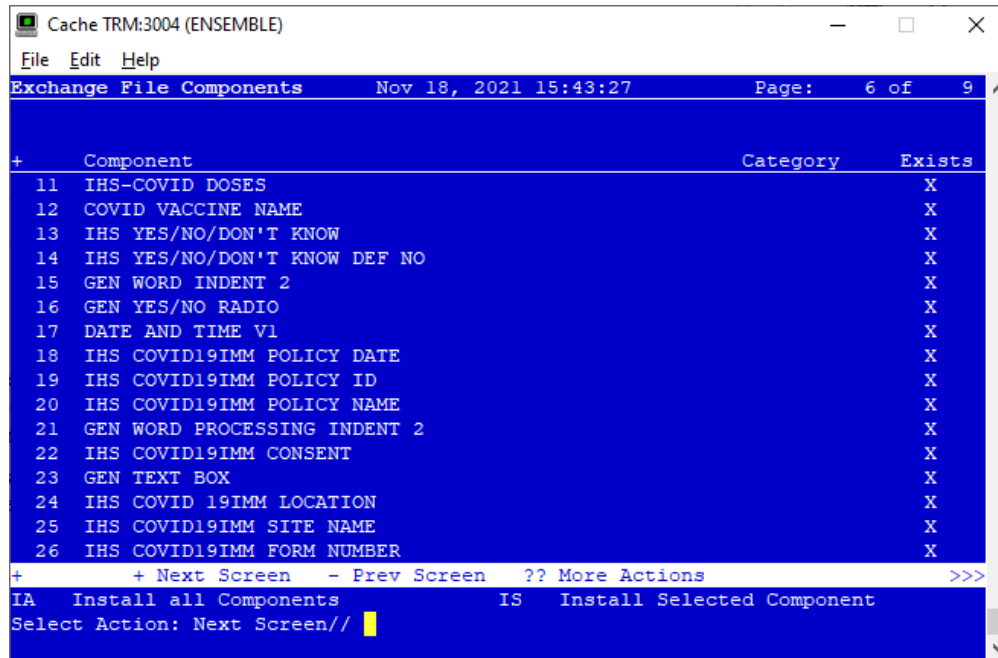 Cache TRM:3004 (ENSEMBLE)
File Edit Help
Exchange File Components Nov 18, 2021 15:43:27 Page: 6 of 9
+ Component Category Exists
11 IHS-COVID DOSES X
12 COVID VACCINE NAME X
13 IHS YES/NO/DON'T KNOW X
14 IHS YES/NO/DON'T KNOW DEF NO X
15 GEN WORD INDENT 2 X
16 GEN YES/NO RADIO X
17 DATE AND TIME V1 X
18 IHS COVID19IMM POLICY DATE X
19 IHS COVID19IMM POLICY ID X
20 IHS COVID19IMM POLICY NAME X
21 GEN WORD PROCESSING INDENT 2 X
22 IHS COVID19IMM CONSENT X
23 GEN TEXT BOX X
24 IHS COVID 19IMM LOCATION X
25 IHS COVID19IMM SITE NAME X
26 IHS COVID19IMM FORM NUMBER X
+ + Next Screen - Prev Screen ?? More Actions >>>
IA Install all Components IS Install Selected Component
Select Action: Next Screen//